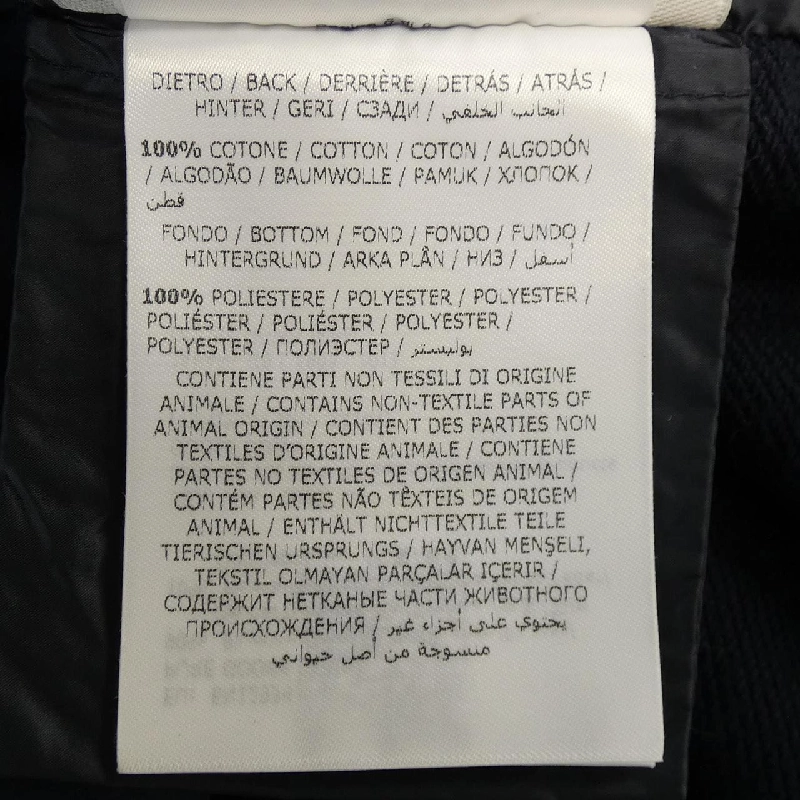 DIETRO / BACK / DERRIÈRE / DETRÁS / ATRÁS /
HINTER / GERI / СЗАДИ / الجانب الخلفي
100% COTONE / COTTON / COTON / ALGODÓN
/ ALGODÃO / BAUMWOLLE / PAMUK / ХЛОПОК /
قطن
FONDO / BOTTOM / FOND / FONDO / FUNDO /
HINTERGRUND / ARKA PLÂN / НИЗ / أسفل
100% POLIESTERE / POLYESTER / POLYESTER /
POLIÉSTER / POLIÉSTER / POLYESTER /
POLYESTER / ПОЛИЭСТЕР / بوليستر
CONTIENE PARTI NON TESSILI DI ORIGINE
ANIMALE / CONTAINS NON-TEXTILE PARTS OF
ANIMAL ORIGIN / CONTIENT DES PARTIES NON
TEXTILES D'ORIGINE ANIMALE / CONTIENE
PARTES NO TEXTILES DE ORIGEN ANIMAL /
CONTÉM PARTES NÃO TÊXTEIS DE ORIGEM
ANIMAL / ENTHÄLT NICHTTEXTILE TEILE
TIERISCHEN URSPRUNGS / HAYVAN MENŞELİ,
TEKSTIL OLMAYAN PARÇALAR IÇERIR /
СОДЕРЖИТ НЕТКАНЫЕ ЧАСТИ ЖИВОТНОГО
ПРОИСХОЖДЕНИЯ / يحتوي على أجزاء غير
منسوجة من أصل حيواني